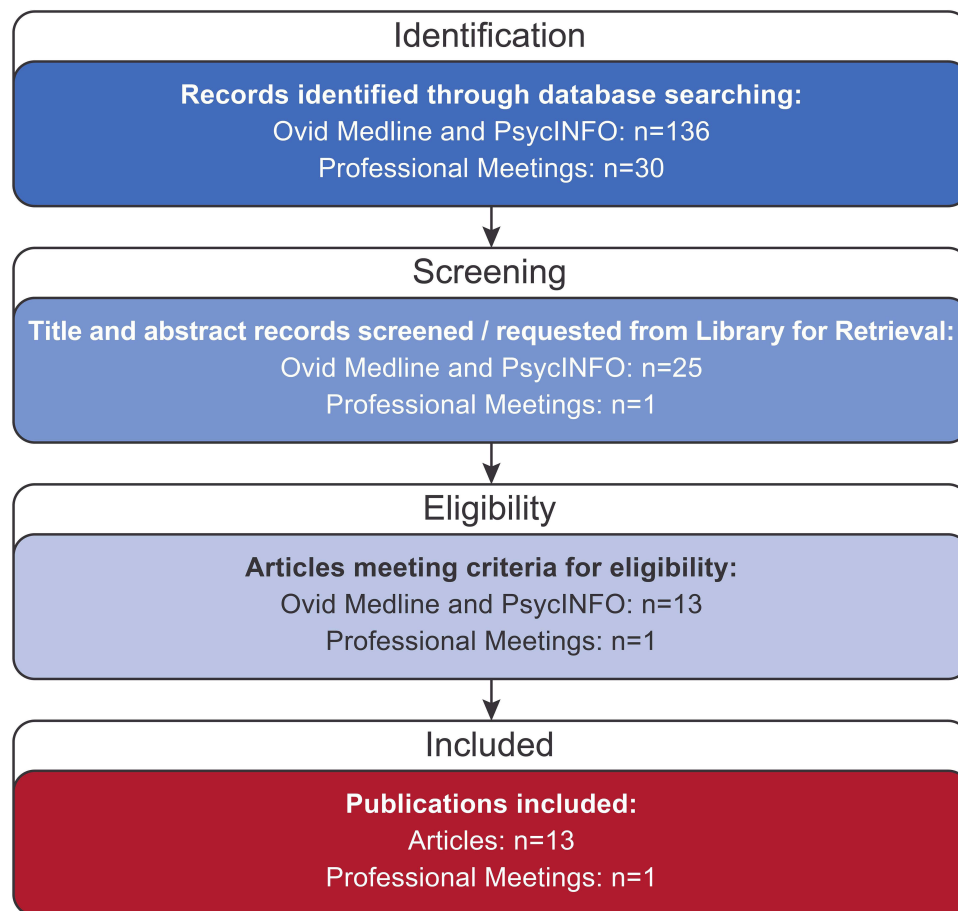 Identification
Records identified through database searching:
Ovid Medline and PsycINFO: n=136
Professional Meetings: n=30
Screening
Title and abstract records screened / requested from Library for Retrieval:
Ovid Medline and PsycINFO: n=25
Professional Meetings: n=1
Eligibility
Articles meeting criteria for eligibility:
Ovid Medline and PsycINFO: n=13
Professional Meetings: n=1
Included
Publications included:
Articles: n=13
Professional Meetings: n=1